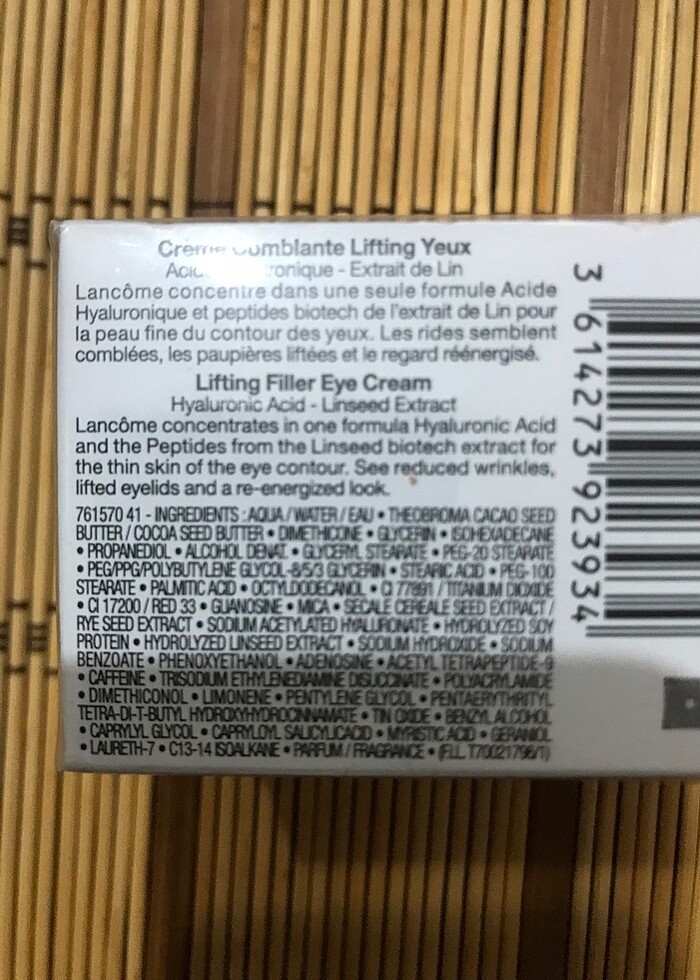 Lifting Yeux
- Extrait de Lin
Lancôme concentre dans une seule formule Acide
Hyaluronique et peptides biotech de l'extrait de Lin pour
la peau fine du contour des yeux. Les rides semblent
comblées, les paupières liftées et le regard réénergisé.
Lifting Filler Eye Cream
Hyaluronic Acid - Linseed Extract
Lancôme concentrates in one formula Hyaluronic Acid
and the Peptides from the Linseed biotech extract for
the thin skin of the eye contour. See reduced wrinkles,
lifted eyelids and a re-energized look.
761570 41 - INGREDIENTS : AQUA / WATER / EAU • THEOBROMA CACAO SEED
BUTTER / COCOA SEED BUTTER • DIMETHICONE • GLYCERIN • ISOHEXADECANE
• PROPANEDIOL • ALCOHOL DENAT. • GLYCERYL STEARATE • PEG-20 STEARATE
• PEG/PPG/POLYBUTYLENE GLYCOL-8/5/3 GLYCERIN • STEARIC ACID • PEG-100
STEARATE • PALMITIC ACID • OCTYLDODECANOL • CI 77891 / TITANIUM DIOXIDE
• CI 17200 / RED 33 • GUANOSINE • MICA • SECALE CEREALE SEED EXTRACT /
RYE SEED EXTRACT • SODIUM ACETYLATED HYALURONATE • HYDROLYZED SOY
PROTEIN • HYDROLYZED LINSEED EXTRACT • SODIUM HYDROXIDE • SODIUM
BENZOATE • PHENOXYETHANOL • ADENOSINE • ACETYL TETRAPEPTIDE-9
• CAFFEINE • TRISODIUM ETHYLENEDIAMINE DISUCCINATE • POLYACRYLAMIDE
• DIMETHICONOL • LIMONENE • PENTYLENE GLYCOL • PENTAERYTHRITYL
TETRA-DI-T-BUTYL HYDROXYHYDROCINNAMATE • TIN OXIDE • BENZYL ALCOHOL
• CAPRYLYL GLYCOL • CAPRYLOYL SALICYLIC ACID • MYRISTIC ACID • GERANIOL
• LAURETH-7 • C13-14 ISOALKANE • PARFUM / FRAGRANCE • (F.I.L. T70021796/1)
3 614273 923934